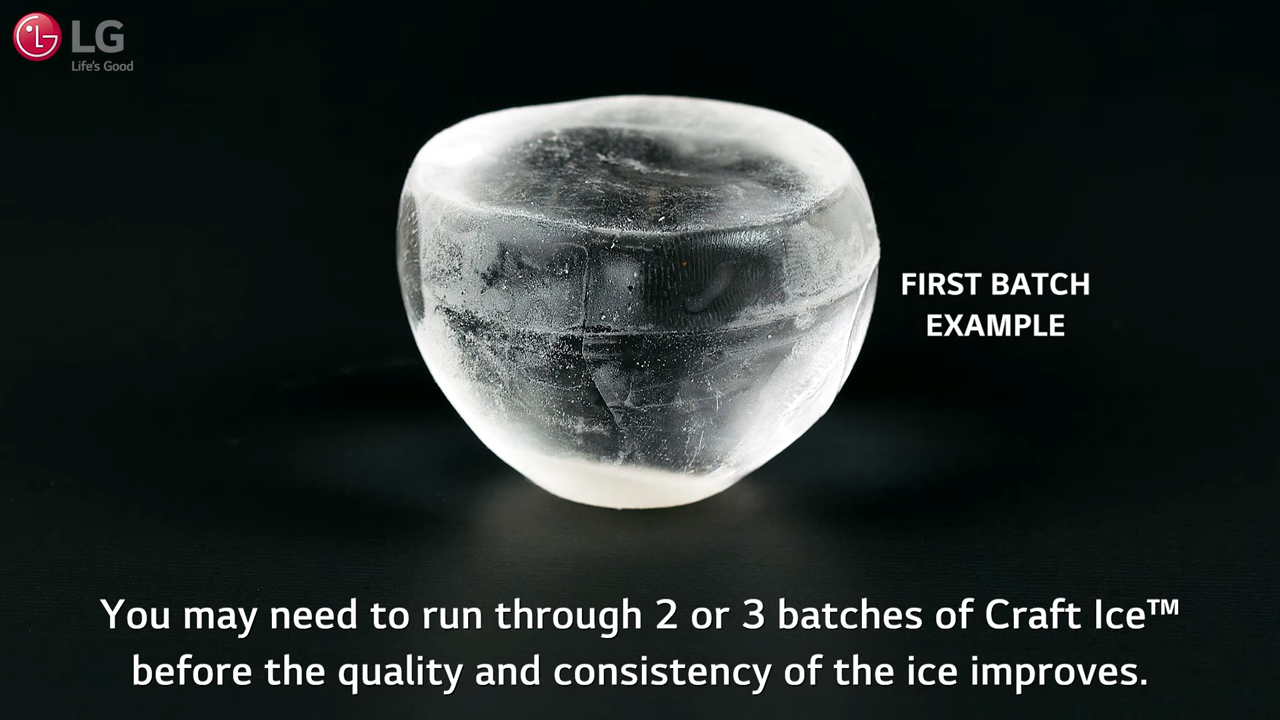 LG
Life's Good
FIRST BATCH
EXAMPLE
You may need to run through 2 or 3 batches of Craft Ice™
before the quality and consistency of the ice improves.